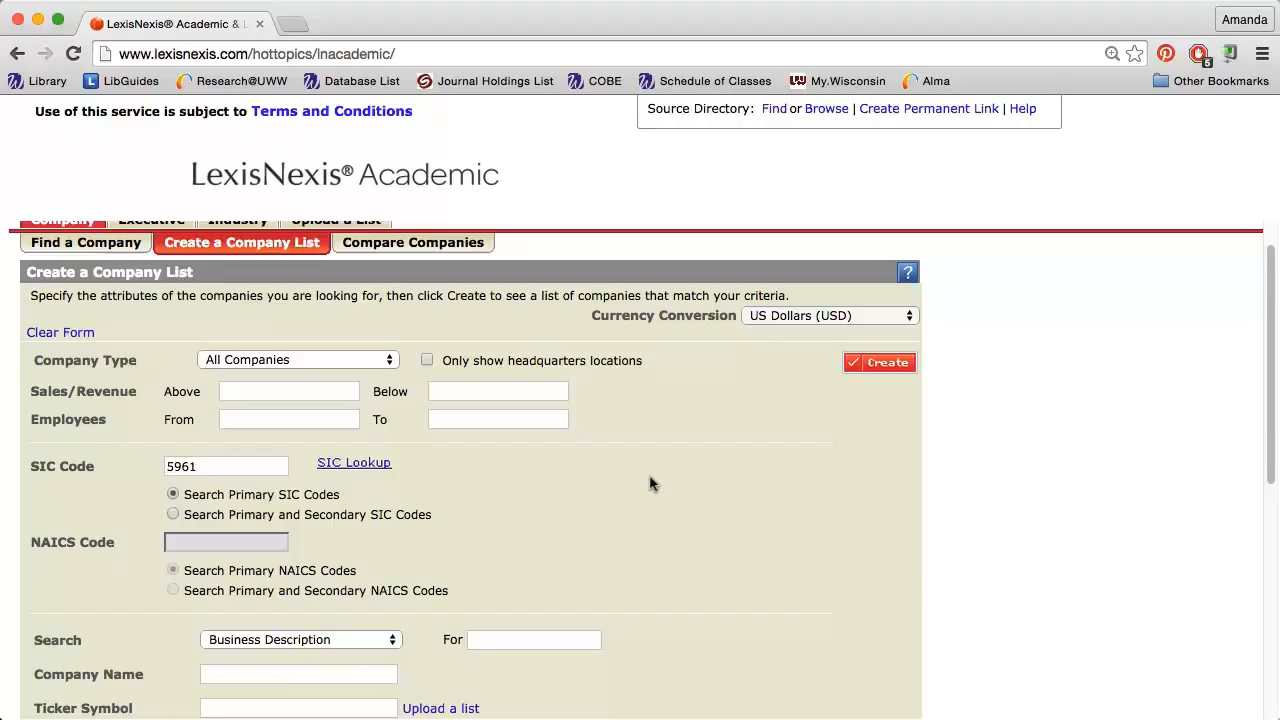 LexisNexis® Academic & L
Amanda
www.lexisnexis.com/hottopics/lnacademic/
5
Library
LibGuides
Research@UWW
Database List
Journal Holdings List
COBE
Schedule of Classes
My.Wisconsin
Alma
Other Bookmarks
Use of this service is subject to Terms and Conditions
Source Directory: Find or Browse | Create Permanent Link | Help
LexisNexis® Academic
Company Executive Industry Upload a List
Find a Company Create a Company List Compare Companies
Create a Company List
?
Specify the attributes of the companies you are looking for, then click Create to see a list of companies that match your criteria.
Currency Conversion US Dollars (USD)
Clear Form
Company Type All Companies Only show headquarters locations Create
Sales/Revenue Above Below
Employees From To
SIC Code 5961 SIC Lookup
Search Primary SIC Codes
Search Primary and Secondary SIC Codes
NAICS Code
Search Primary NAICS Codes
Search Primary and Secondary NAICS Codes
Search Business Description For
Company Name
Ticker Symbol Upload a list